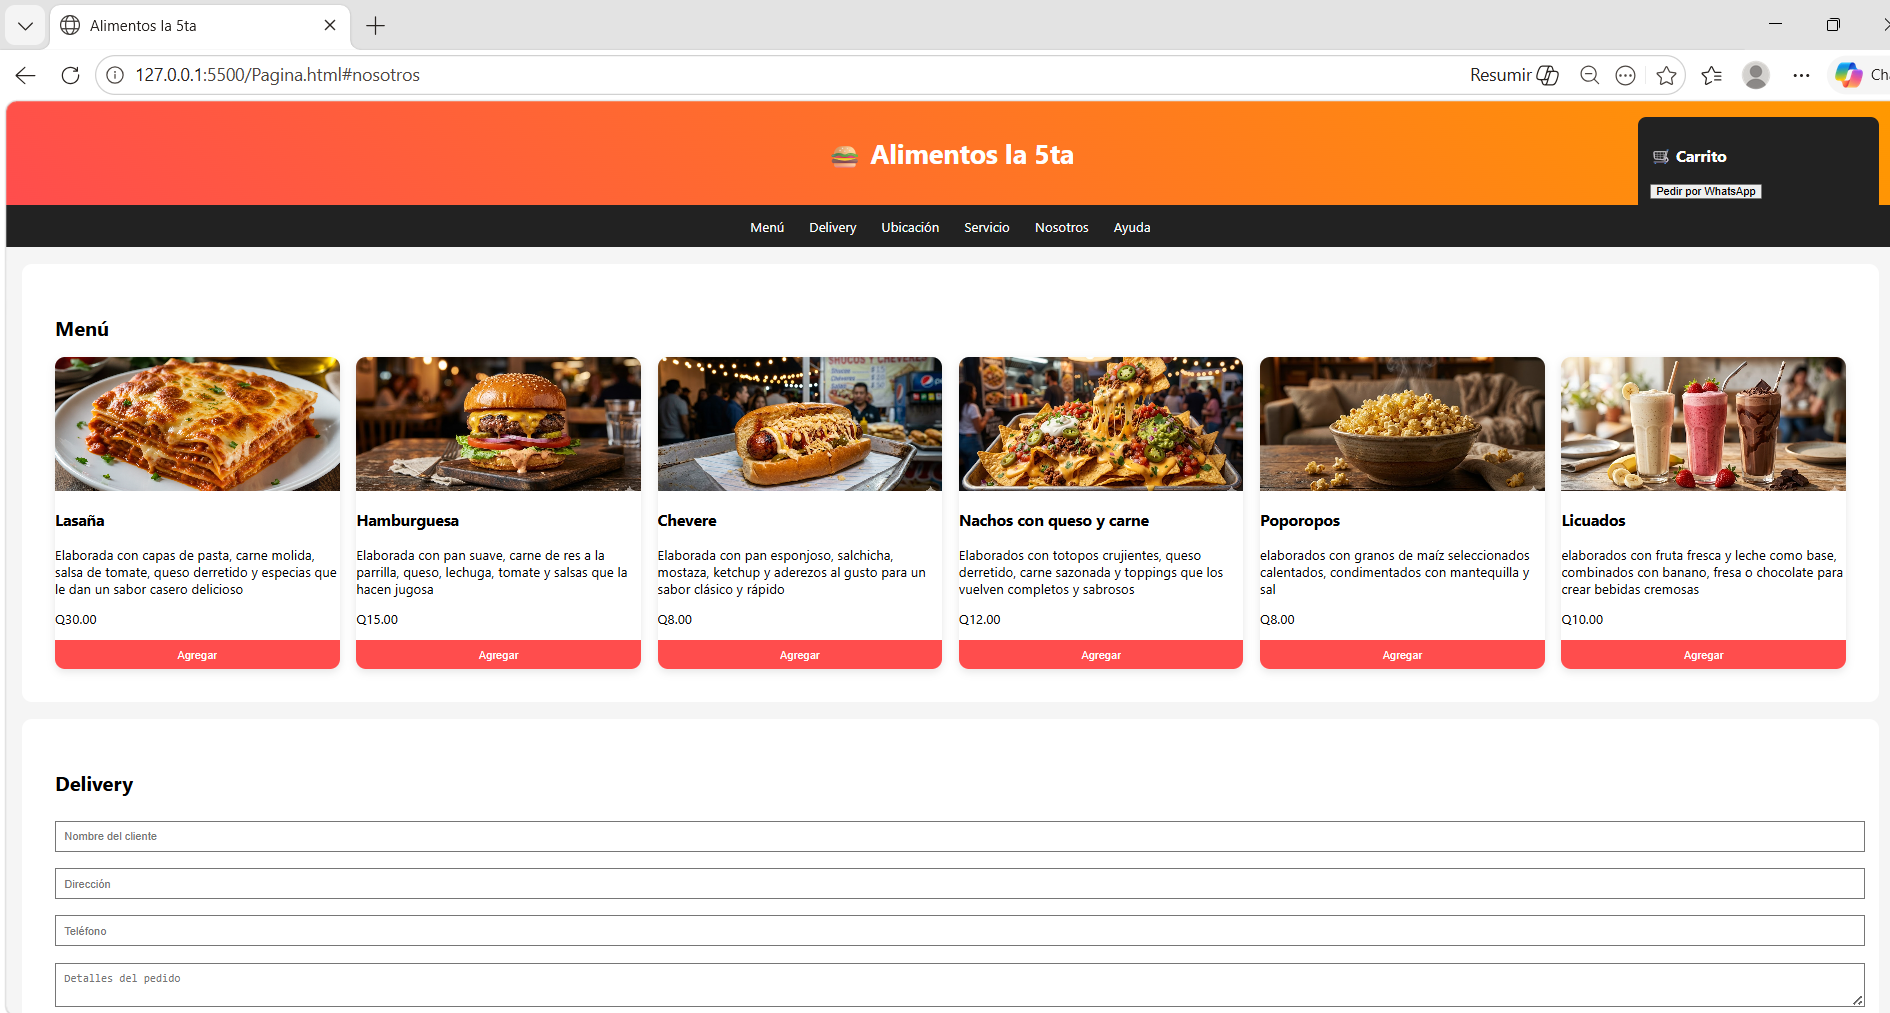 Alimentos la 5ta
127.0.0.1:5500/Pagina.html#nosotros
Resumir
🍔 Alimentos la 5ta
🛒 Carrito
Pedir por WhatsApp
Menú Delivery Ubicación Servicio Nosotros Ayuda
Menú
SHUCOS Y CHEVERES
Lasaña
Elaborada con capas de pasta, carne molida,
salsa de tomate, queso derretido y especias que
le dan un sabor casero delicioso
Q30.00
Agregar
Hamburguesa
Elaborada con pan suave, carne de res a la
parrilla, queso, lechuga, tomate y salsas que la
hacen jugosa
Q15.00
Agregar
Chevere
Elaborada con pan esponjoso, salchicha,
mostaza, ketchup y aderezos al gusto para un
sabor clásico y rápido
Q8.00
Agregar
Nachos con queso y carne
Elaborados con totopos crujientes, queso
derretido, carne sazonada y toppings que los
vuelven completos y sabrosos
Q12.00
Agregar
Poporopos
elaborados con granos de maíz seleccionados
calentados, condimentados con mantequilla y
sal
Q8.00
Agregar
Licuados
elaborados con fruta fresca y leche como base,
combinados con banano, fresa o chocolate para
crear bebidas cremosas
Q10.00
Agregar
Delivery
Nombre del cliente
Dirección
Teléfono
Detalles del pedido